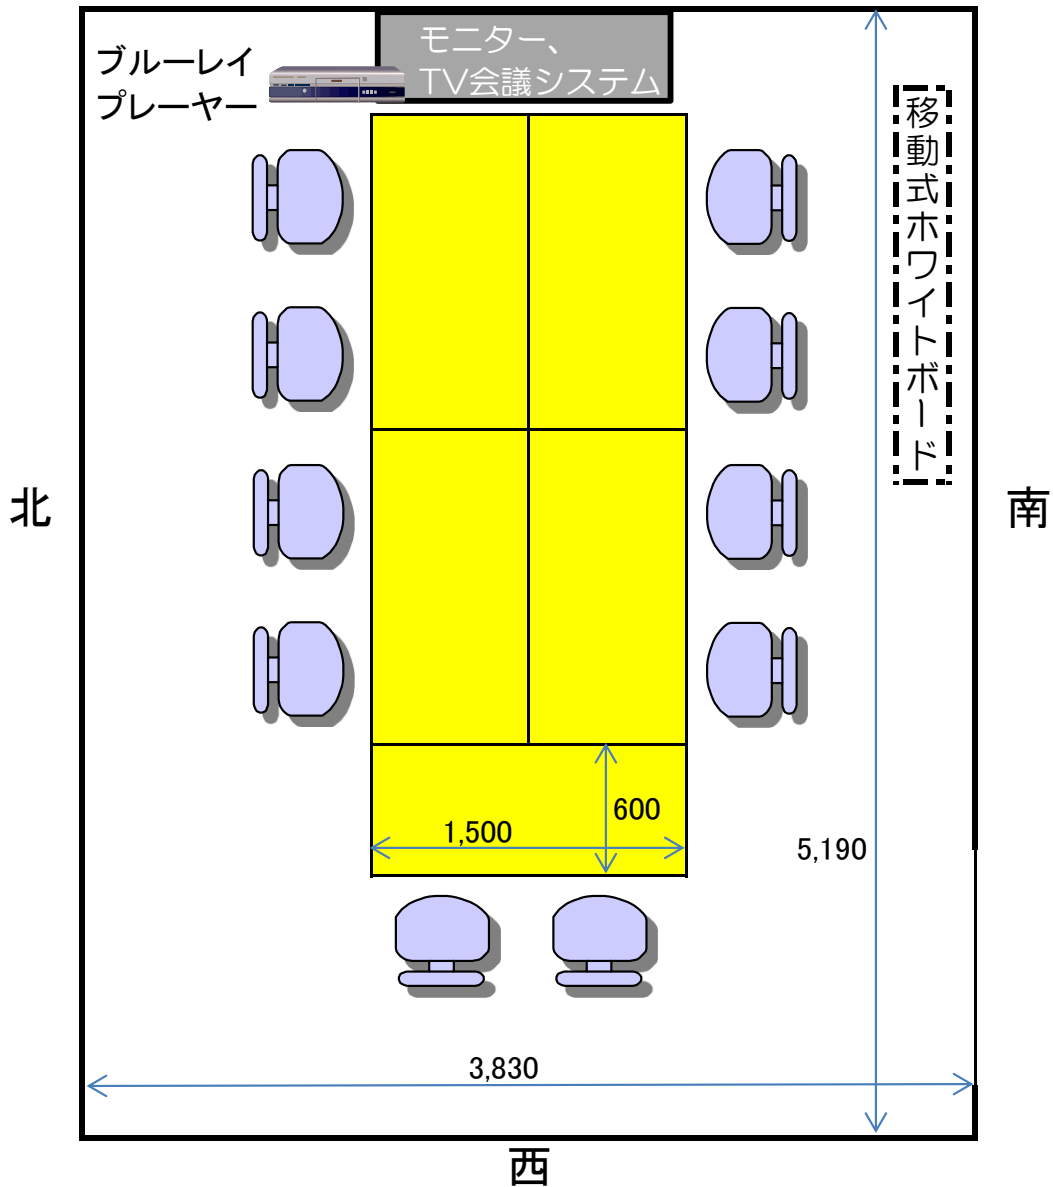 ブルーレイ
プレーヤー
モニター、
TV会議システム
移動式ホワイトボード
北
南
600
1,500
5,190
3,830
西